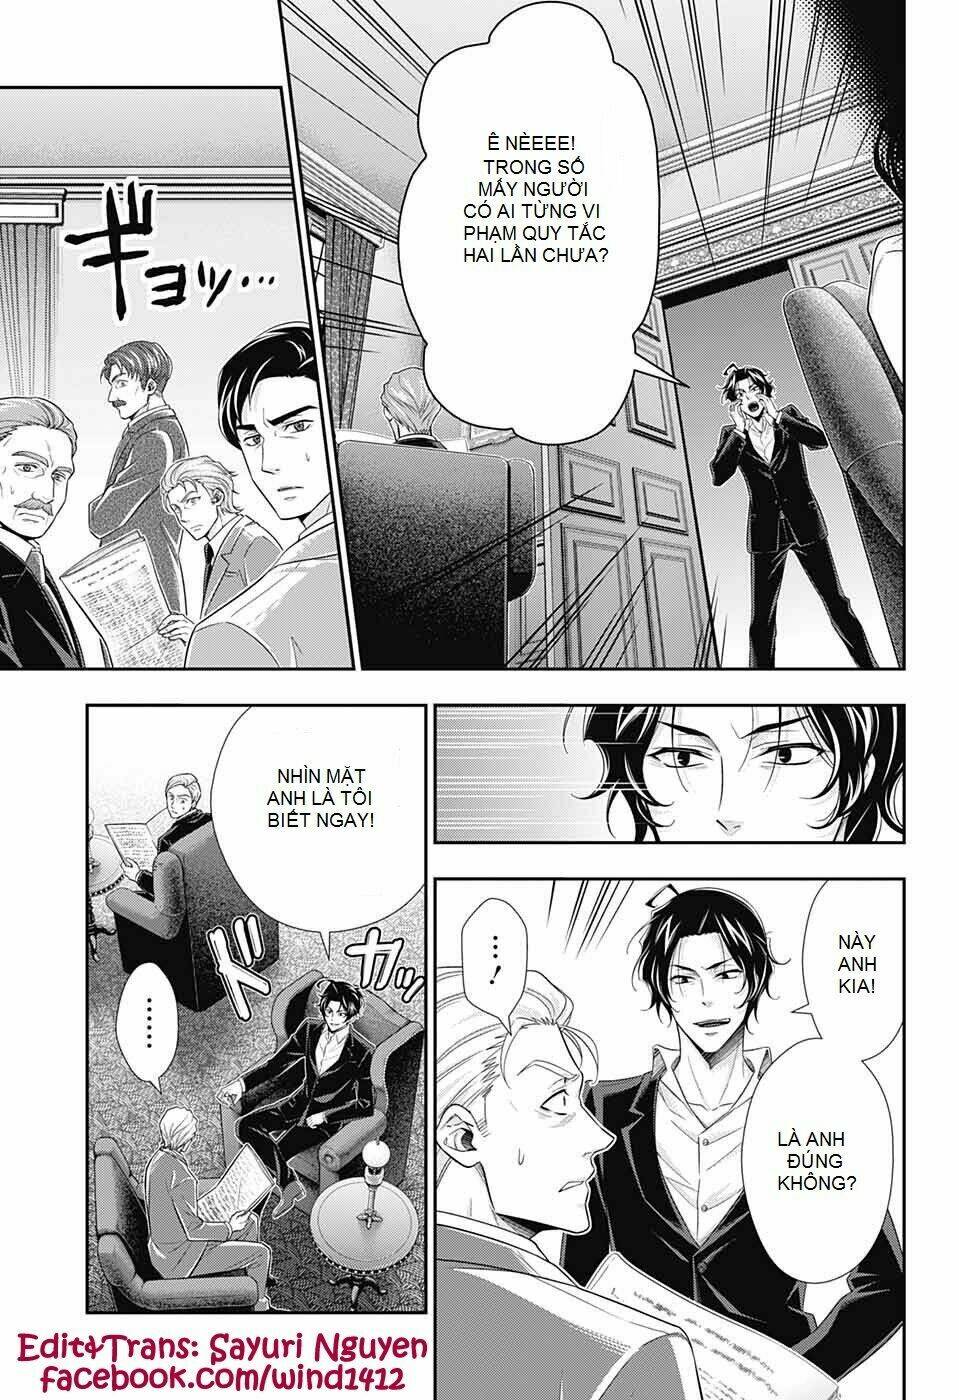 Ê NÈEEE!
TRONG SỐ
MẤY NGƯỜI
CÓ AI TỪNG VI
PHẠM QUY TẮC
HAI LẦN CHƯA?
ギョッ…
NÀY
ANH
KIA!
…!
LÀ ANH
ĐÚNG
KHÔNG?
NHÌN MẶT
ANH LÀ TÔI
BIẾT NGAY!
ドカッ
……
Edit&Trans: Sayuri Nguyen
facebook.com/wind1412